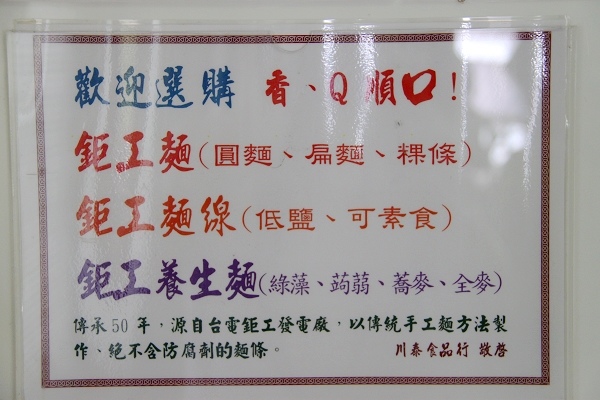 歡迎選購 香、Q 順口!
鉅工麵(圓麵、扁麵、粿條)
鉅工麵線(低鹽、可素食)
鉅工養生麵(綠藻、蒟蒻、蕎麥、全麥)
傳承50年,源自台電鉅工發電廠,以傳統手工麵方法製
作、絕不含防腐劑的麵條。 川泰食品行 敬啓